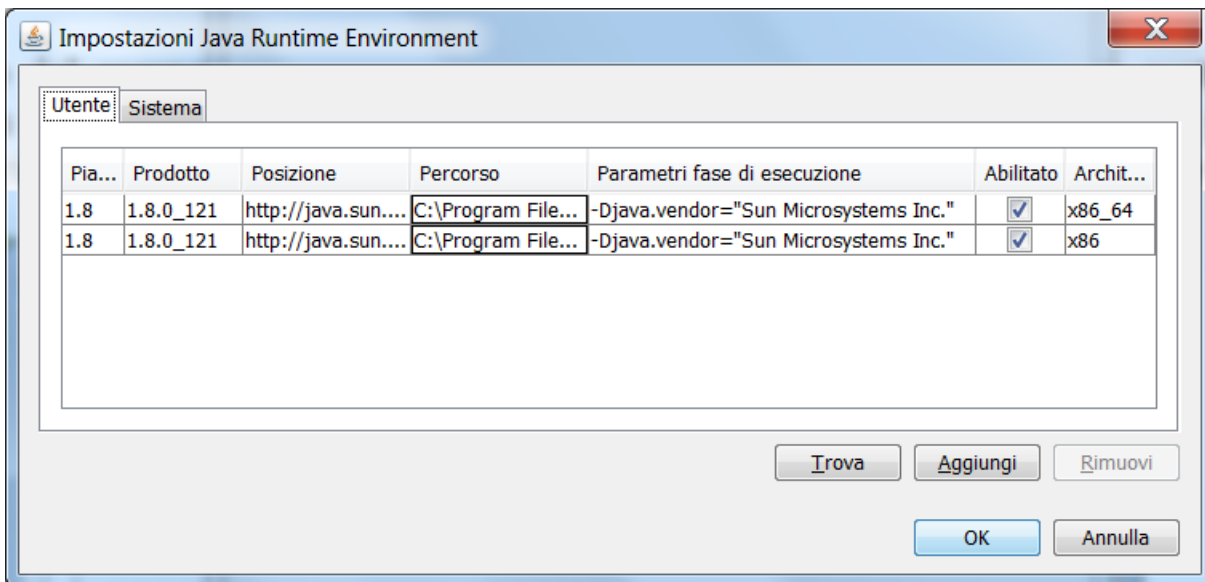 Impostazioni Java Runtime Environment
X
Utente Sistema
Pia... Prodotto Posizione Percorso Parametri fase di esecuzione Abilitato Archit...
1.8 1.8.0_121 http://java.sun.... C:\Program File... -Djava.vendor="Sun Microsystems Inc." x86_64
1.8 1.8.0_121 http://java.sun.... C:\Program File... -Djava.vendor="Sun Microsystems Inc." x86
Trova Aggiungi Rimuovi
OK Annulla